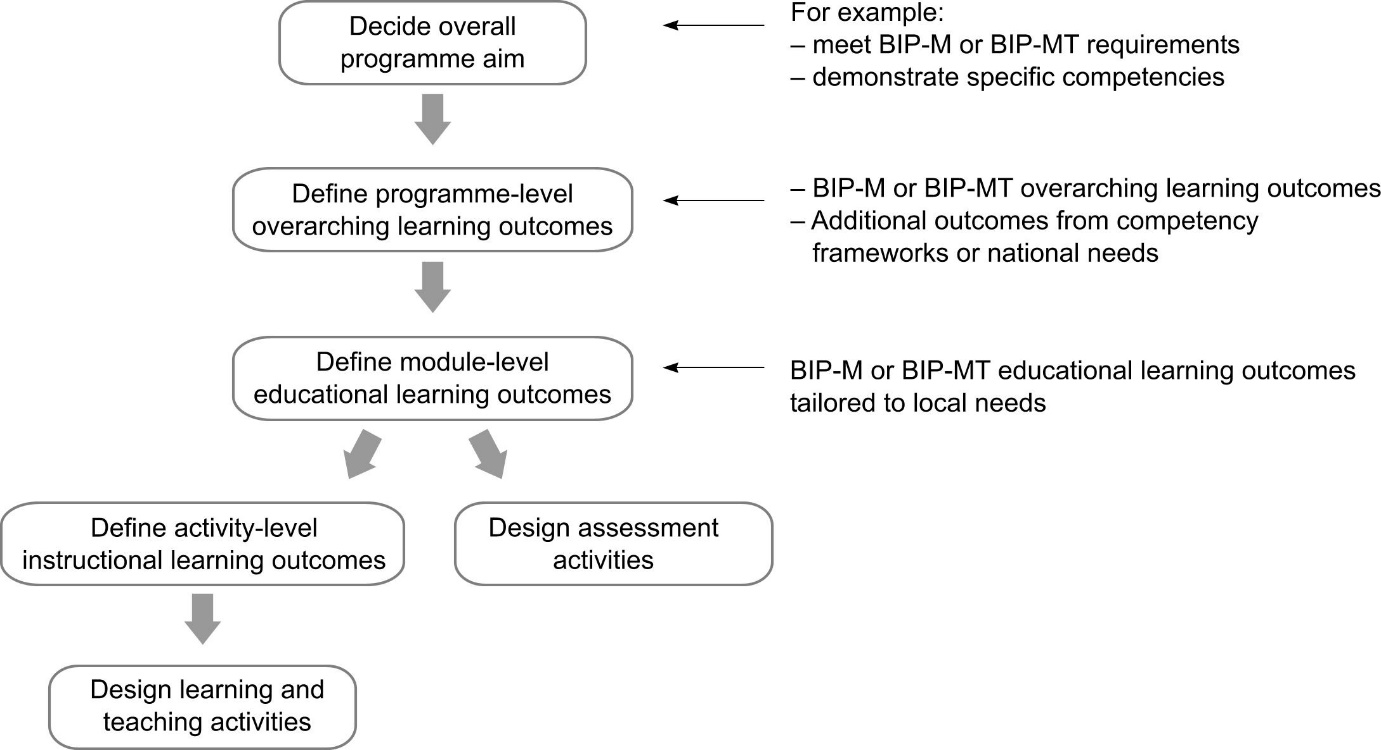 Decide overall
programme aim
For example:
– meet BIP-M or BIP-MT requirements
– demonstrate specific competencies
Define programme-level
overarching learning outcomes
– BIP-M or BIP-MT overarching learning outcomes
– Additional outcomes from competency
frameworks or national needs
Define module-level
educational learning outcomes
BIP-M or BIP-MT educational learning outcomes
tailored to local needs
Define activity-level
instructional learning outcomes
Design assessment
activities
Design learning and
teaching activities